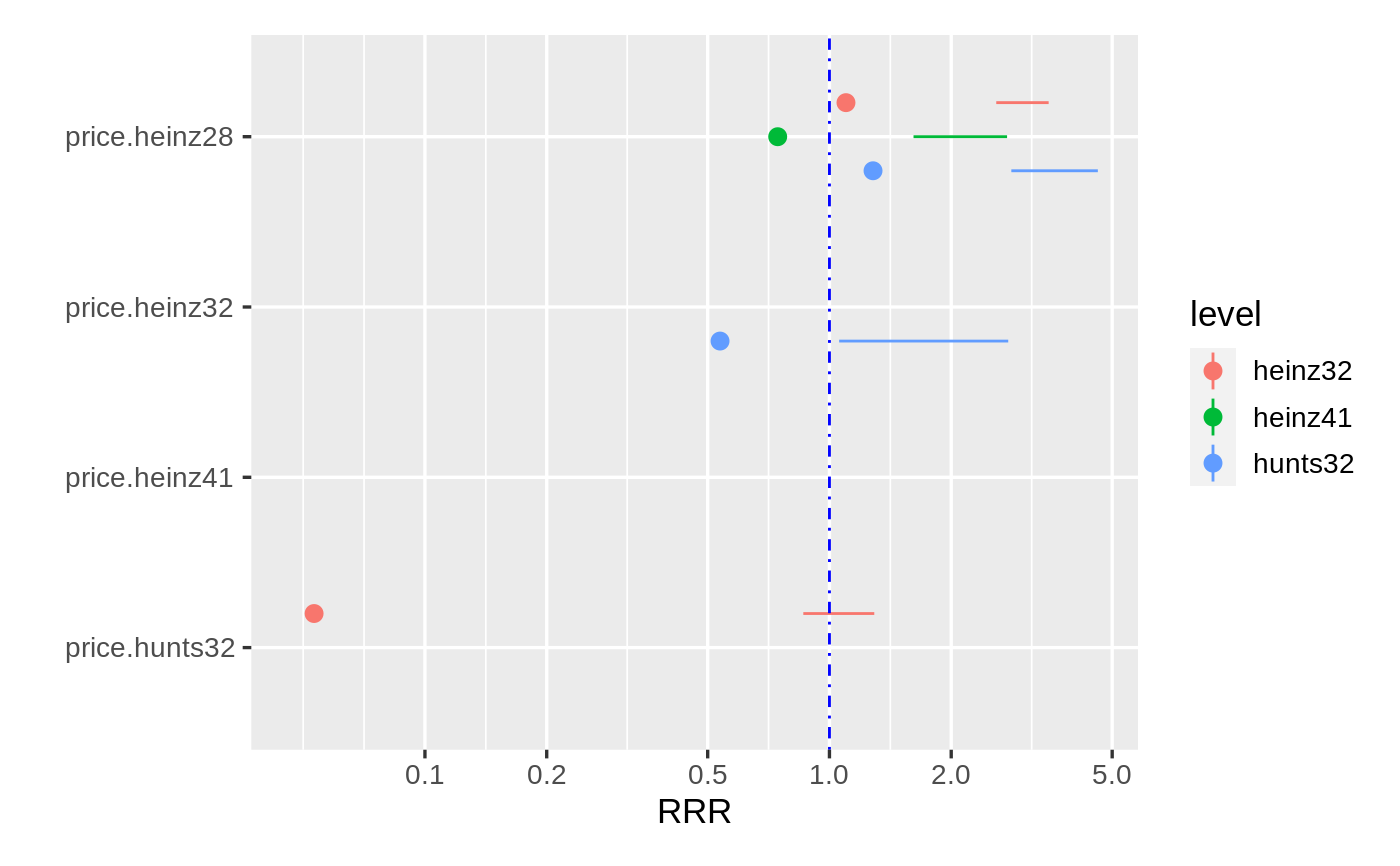 price.heinz28
price.heinz32
price.heinz41
price.hunts32
0.1 0.2 0.5 1.0 2.0 5.0
RRR
level
heinz32
heinz41
hunts32